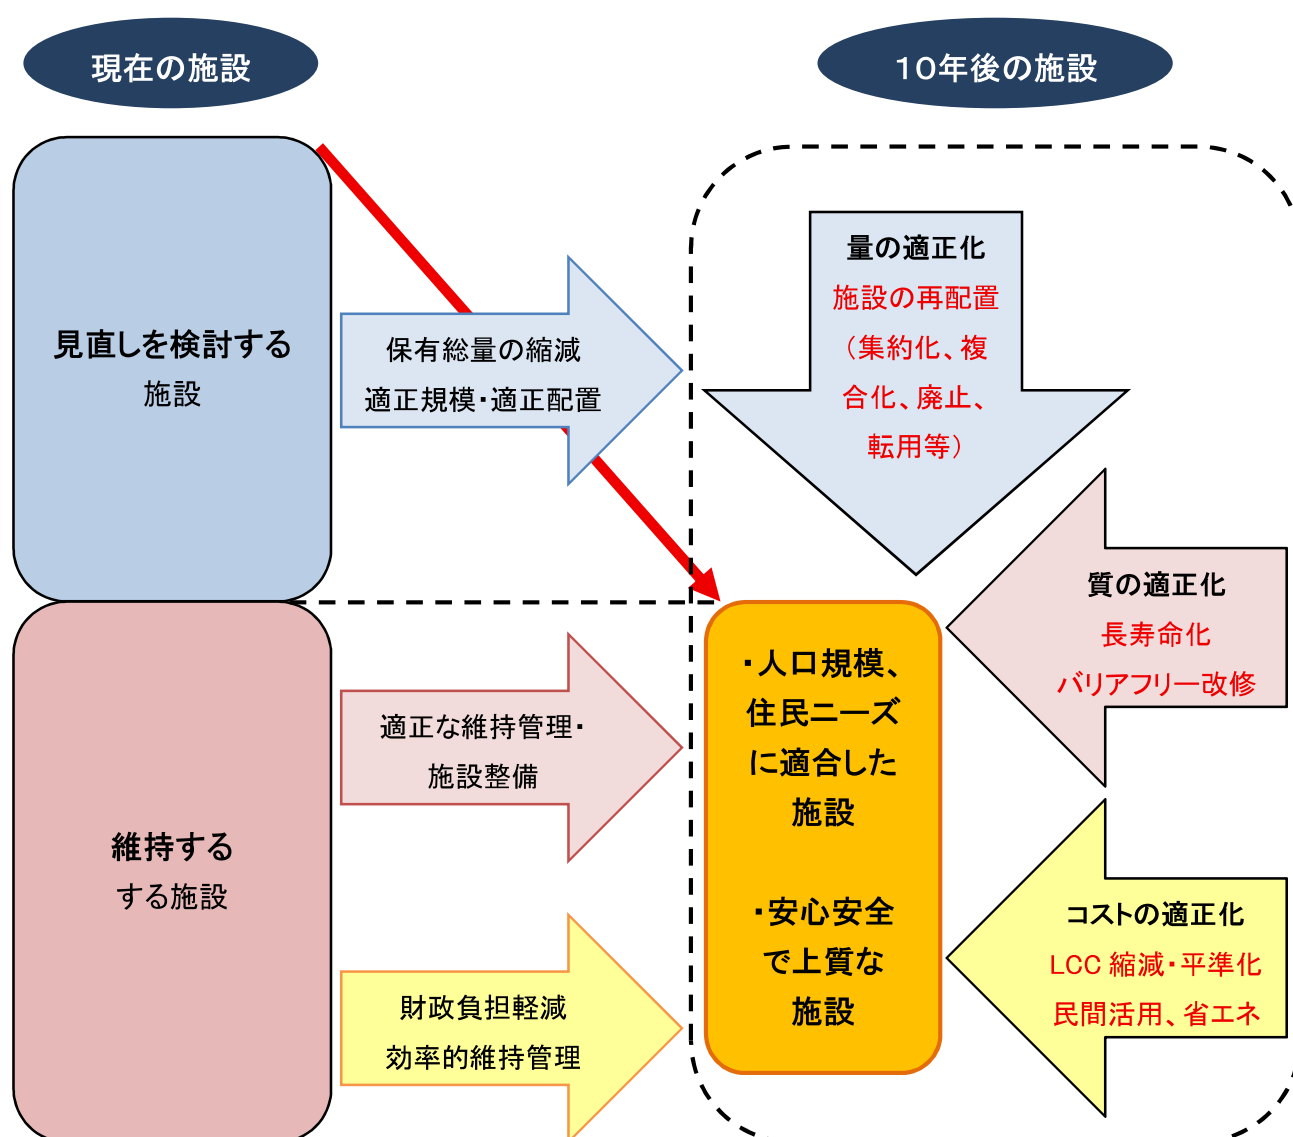 現在の施設
10年後の施設
見直しを検討する
施設
保有総量の縮減
適正規模・適正配置
量の適正化
施設の再配置
（集約化、複
合化、廃止、
転用等）
質の適正化
長寿命化
バリアフリー改修
維持する
する施設
適正な維持管理・
施設整備
財政負担軽減
効率的維持管理
・人口規模、
住民ニーズ
に適合した
施設
・安心安全
で上質な
施設
コストの適正化
LCC 縮減・平準化
民間活用、省エネ